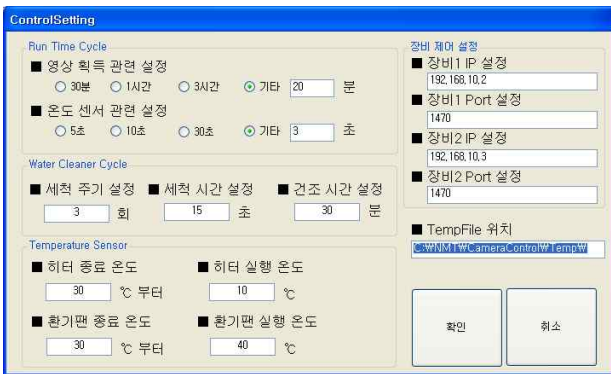 ControlSetting
Run Time Cycle
■ 영상 획득 관련 설정
30분 1시간 3시간 기타 20 분
■ 온도 센서 관련 설정
5초 10초 30초 기타 3 초
Water Cleaner Cycle
■ 세척 주기 설정 ■ 세척 시간 설정 ■ 건조 시간 설정
3 회 15 초 30 분
Temperature Sensor
■ 히터 종료 온도 ■ 히터 실행 온도
30 ℃ 부터 10 ℃
■ 환기팬 종료 온도 ■ 환기팬 실행 온도
30 ℃ 부터 40 ℃
장비 제어 설정
■ 장비1 IP 설정
192,168,10,2
■ 장비1 Port 설정
1470
■ 장비2 IP 설정
192,168,10,3
■ 장비2 Port 설정
1470
■ TempFile 위치
C:₩NMT₩CameraControl₩Temp₩
확인 취소